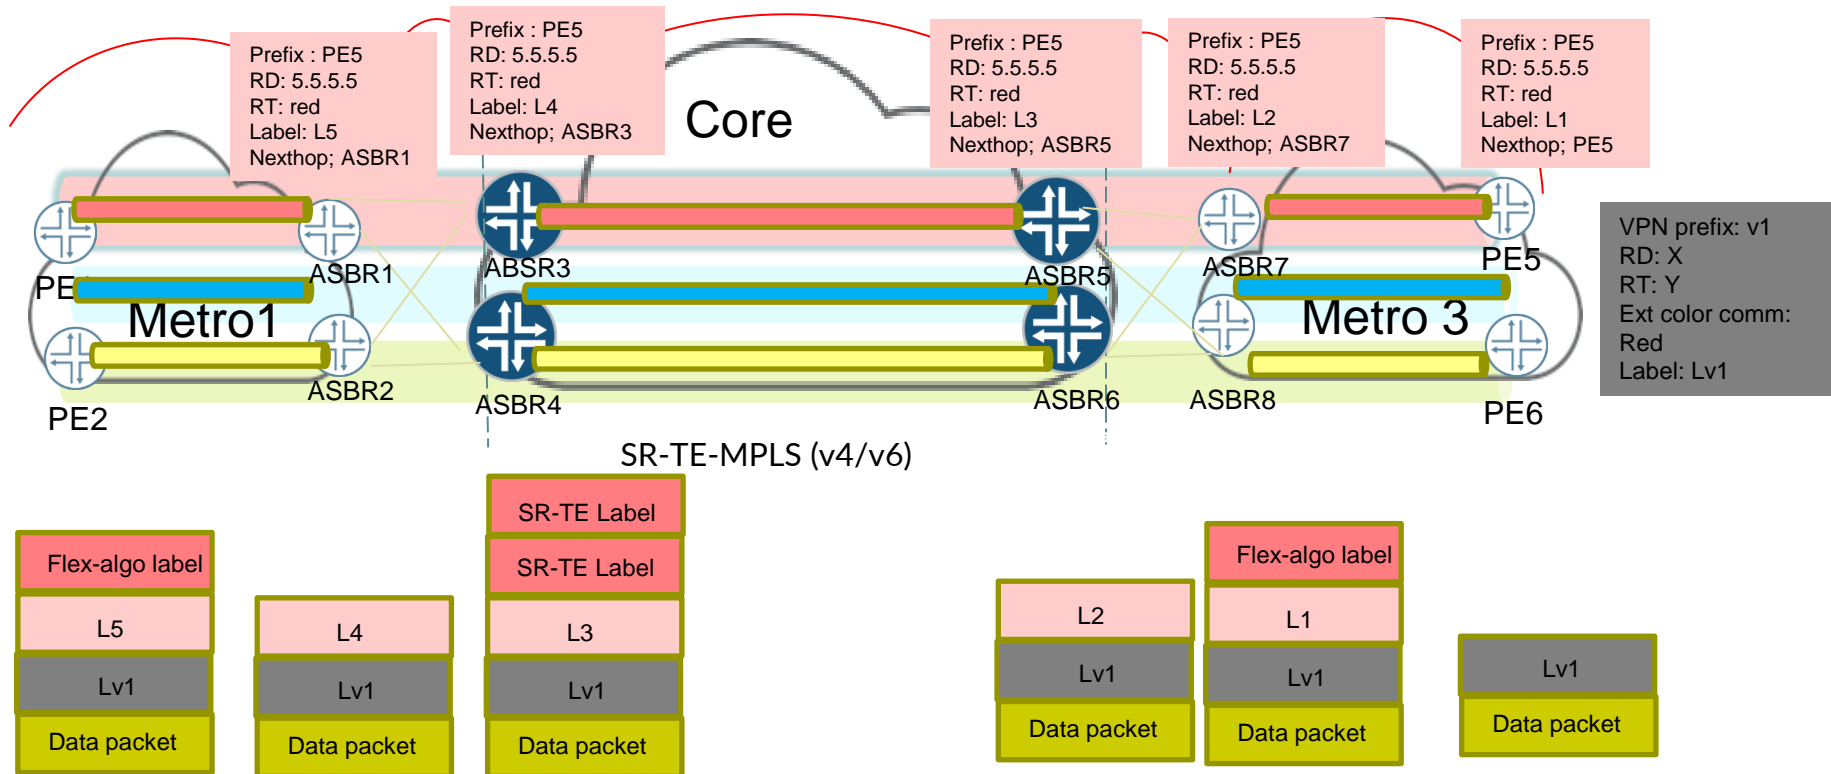 Prefix : PE5
RD: 5.5.5.5
RT: red
Label: L5
Nexthop; ASBR1
Prefix : PE5
RD: 5.5.5.5
RT: red
Label: L4
Nexthop; ASBR3
Core
Prefix : PE5
RD: 5.5.5.5
RT: red
Label: L3
Nexthop; ASBR5
Prefix : PE5
RD: 5.5.5.5
RT: red
Label: L2
Nexthop; ASBR7
Prefix : PE5
RD: 5.5.5.5
RT: red
Label: L1
Nexthop; PE5
VPN prefix: v1
RD: X
RT: Y
Ext color comm:
Red
Label: Lv1
ASBR1
ABSR3
ASBR5
ASBR7
PE5
Metro1
Metro 3
PE2
ASBR2
ASBR4
ASBR6
ASBR8
PE6
SR-TE-MPLS (v4/v6)
Flex-algo label
L5
Lv1
Data packet
L4
Lv1
Data packet
SR-TE Label
SR-TE Label
L3
Lv1
Data packet
L2
Lv1
Data packet
Flex-algo label
L1
Lv1
Data packet
Lv1
Data packet